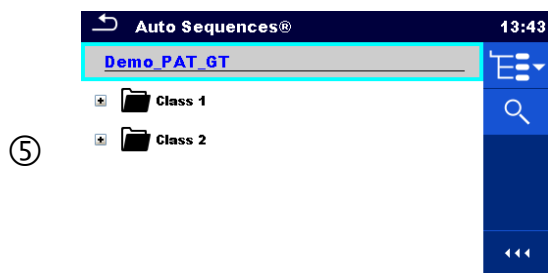 Auto Sequences® 13:43
Demo_PAT_GT
Class 1
Class 2
⑤